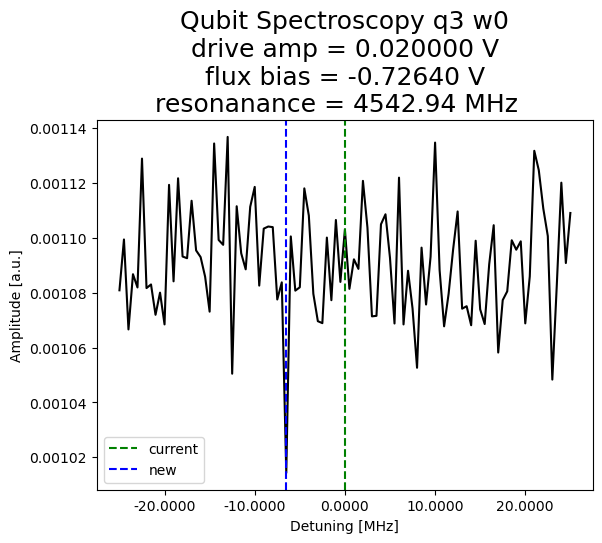 Qubit Spectroscopy q3 w0
drive amp = 0.020000 V
flux bias = -0.72640 V
resonanance = 4542.94 MHz
0.00114
0.00112
0.00110
0.00108
0.00106
0.00104
0.00102
Amplitude [a.u.]
current
new
-20.0000 -10.0000 0.0000 10.0000 20.0000
Detuning [MHz]